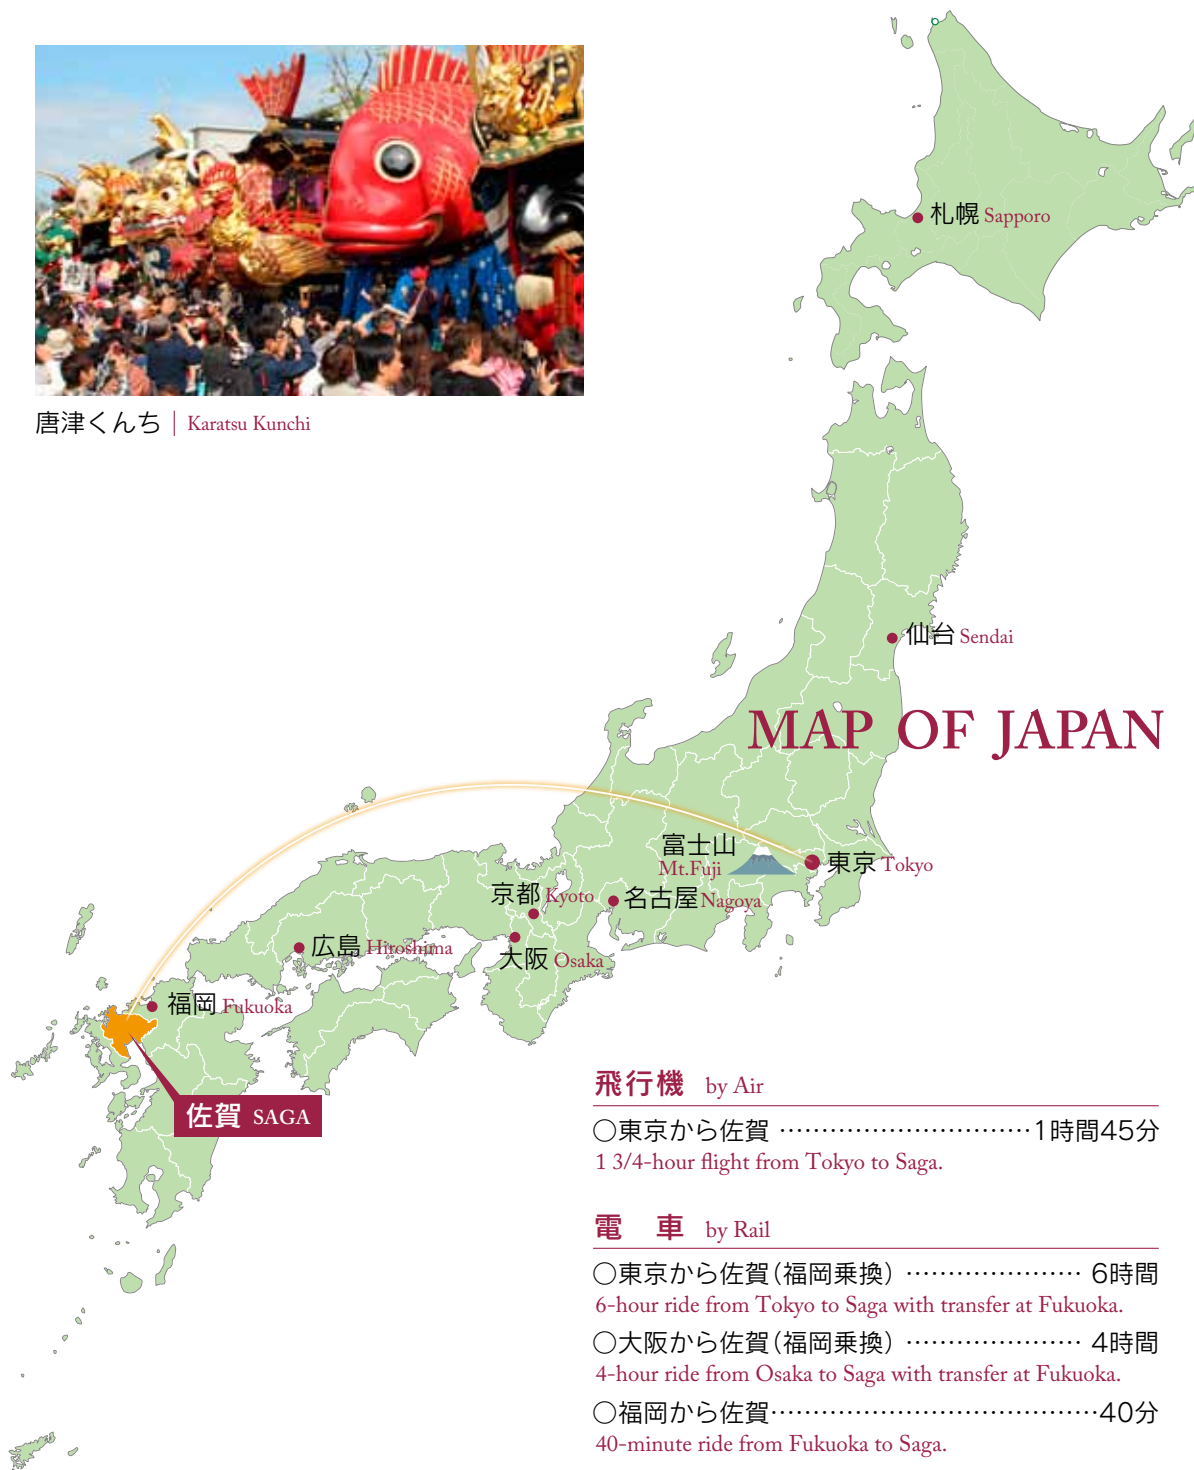 唐津くんち | Karatsu Kunchi
札幌 Sapporo
仙台 Sendai
MAP OF JAPAN
富士山
Mt.Fuji
東京 Tokyo
京都 Kyoto
名古屋 Nagoya
広島 Hiroshima
大阪 Osaka
福岡 Fukuoka
佐賀 SAGA
飛行機 by Air
○東京から佐賀 …………………………1時間45分
1 3/4-hour flight from Tokyo to Saga.
電　車 by Rail
○東京から佐賀(福岡乗換) ………………… 6時間
6-hour ride from Tokyo to Saga with transfer at Fukuoka.
○大阪から佐賀(福岡乗換) ………………… 4時間
4-hour ride from Osaka to Saga with transfer at Fukuoka.
○福岡から佐賀…………………………………40分
40-minute ride from Fukuoka to Saga.